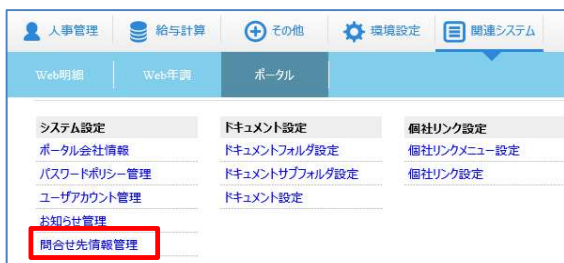 人事管理 給与計算 その他 環境設定 関連システム
Web明細 Web年調 ポータル
システム設定 ドキュメント設定 個社リンク設定
ポータル会社情報 ドキュメントフォルダ設定 個社リンクメニュー設定
パスワードポリシー管理 ドキュメントサブフォルダ設定 個社リンク設定
ユーザアカウント管理 ドキュメント設定
お知らせ管理
問合せ先情報管理